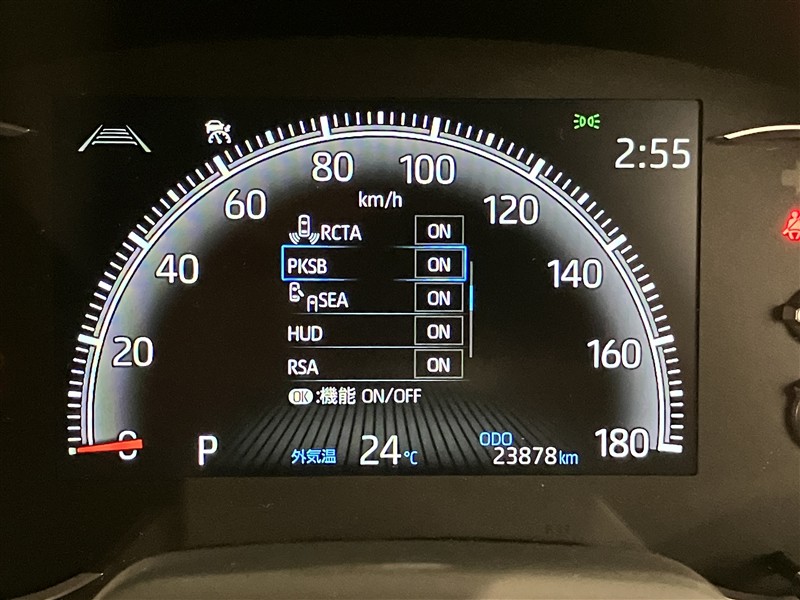 2:55
80
100
km/h
60
120
RCTA ON
40
PKSB ON
140
SEA ON
HUD ON
20
160
RSA ON
OK:機能 ON/OFF
0
P
外気温 24℃
ODO
23878km
180